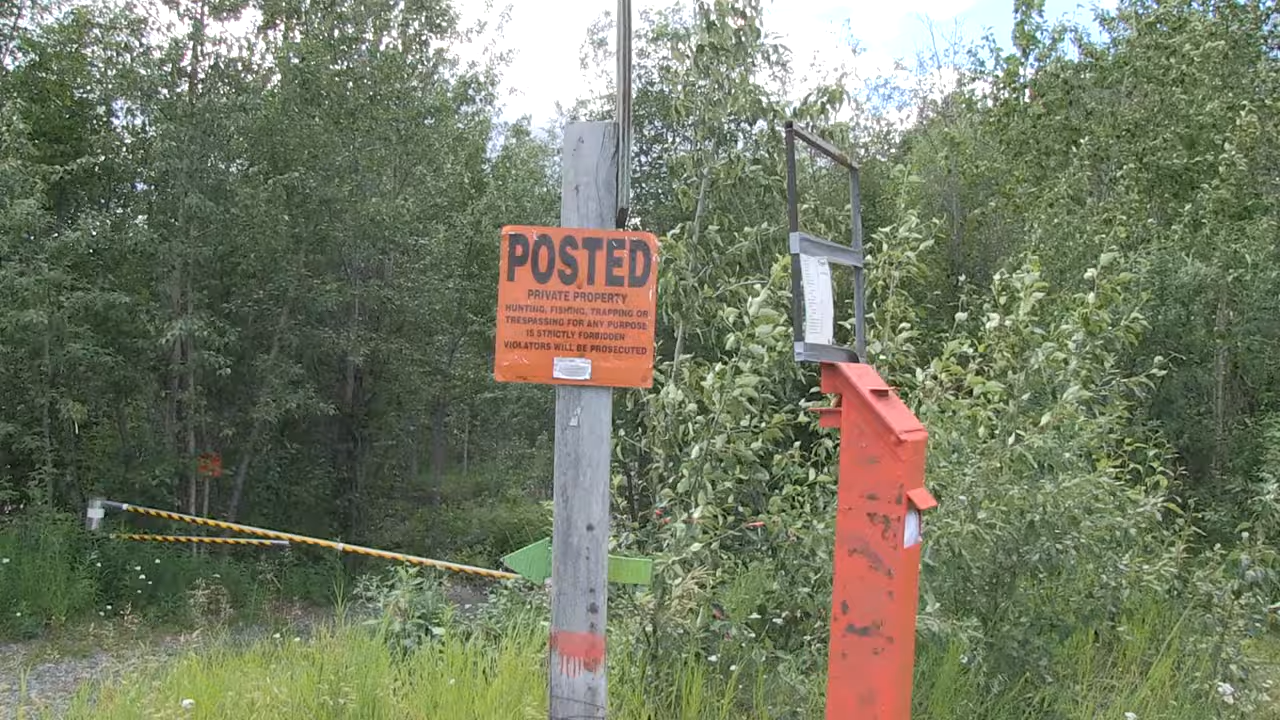 POSTED
PRIVATE PROPERTY
HUNTING, FISHING, TRAPPING OR
TRESPASSING FOR ANY PURPOSE
IS STRICTLY FORBIDDEN
VIOLATORS WILL BE PROSECUTED